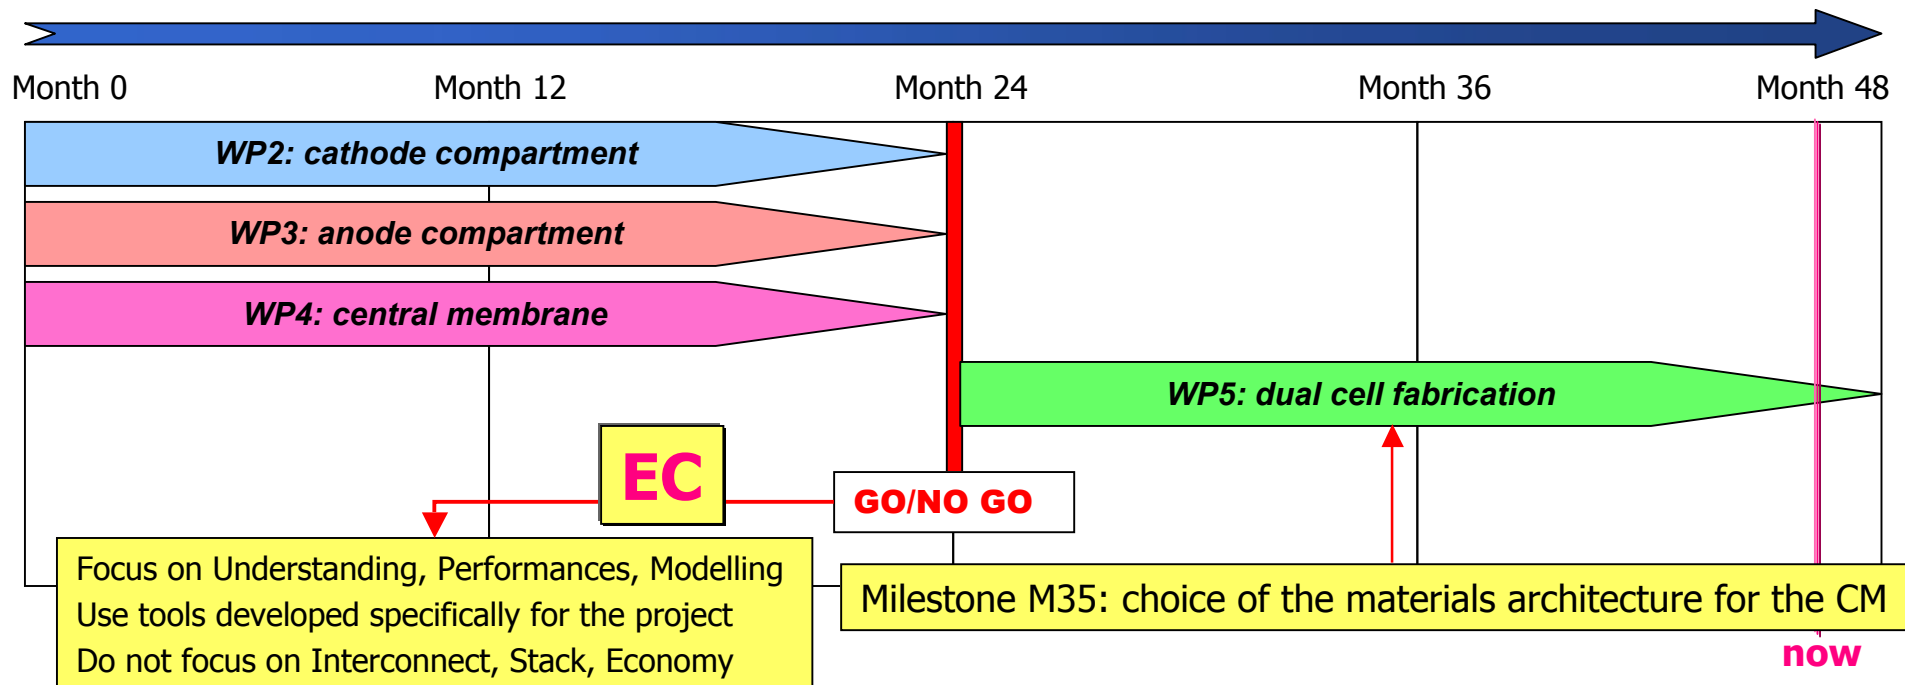 Month 0
Month 12
Month 24
Month 36
Month 48
WP2: cathode compartment
WP3: anode compartment
WP4: central membrane
WP5: dual cell fabrication
EC
GO/NO GO
Focus on Understanding, Performances, Modelling
Use tools developed specifically for the project
Do not focus on Interconnect, Stack, Economy
Milestone M35: choice of the materials architecture for the CM
now